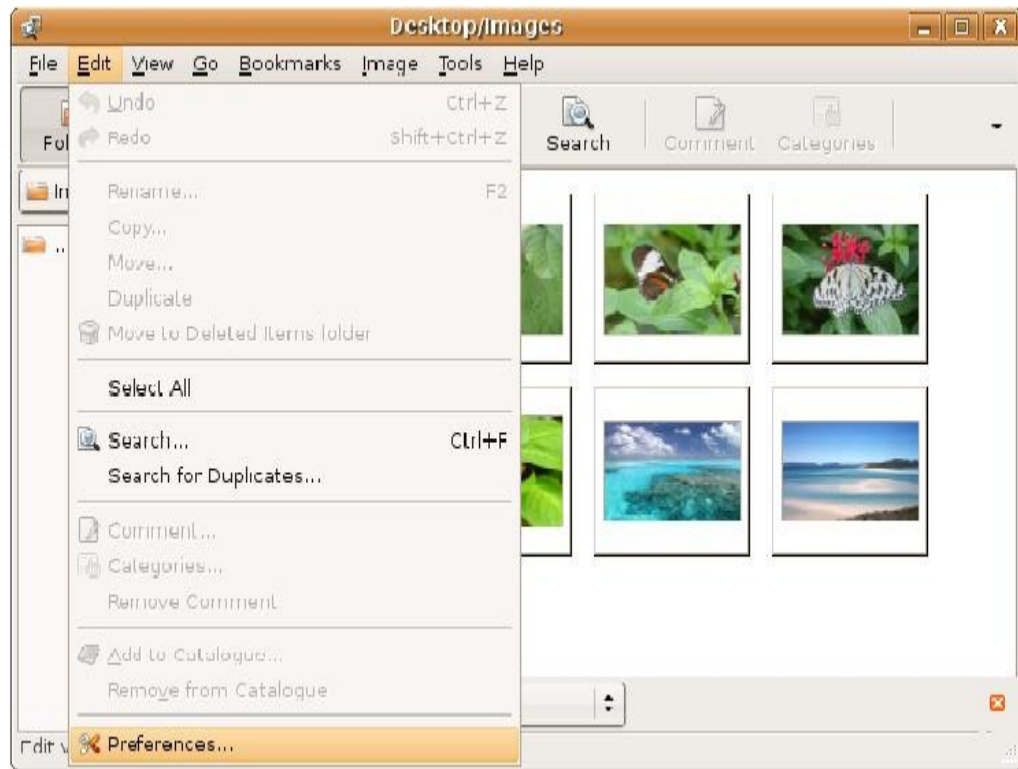 Desktop/Images
File Edit View Go Bookmarks Image Tools Help
Undo Ctrl+Z
Redo Shift+Ctrl+Z
Fol
Search
Comment
Categories
Rename... F2
Copy...
Move...
Duplicate
Move to Deleted Items folder
..
Select All
Search... Ctrl+F
Search for Duplicates...
Comment...
Categories...
Remove Comment
Add to Catalogue...
Remove from Catalogue
Preferences...